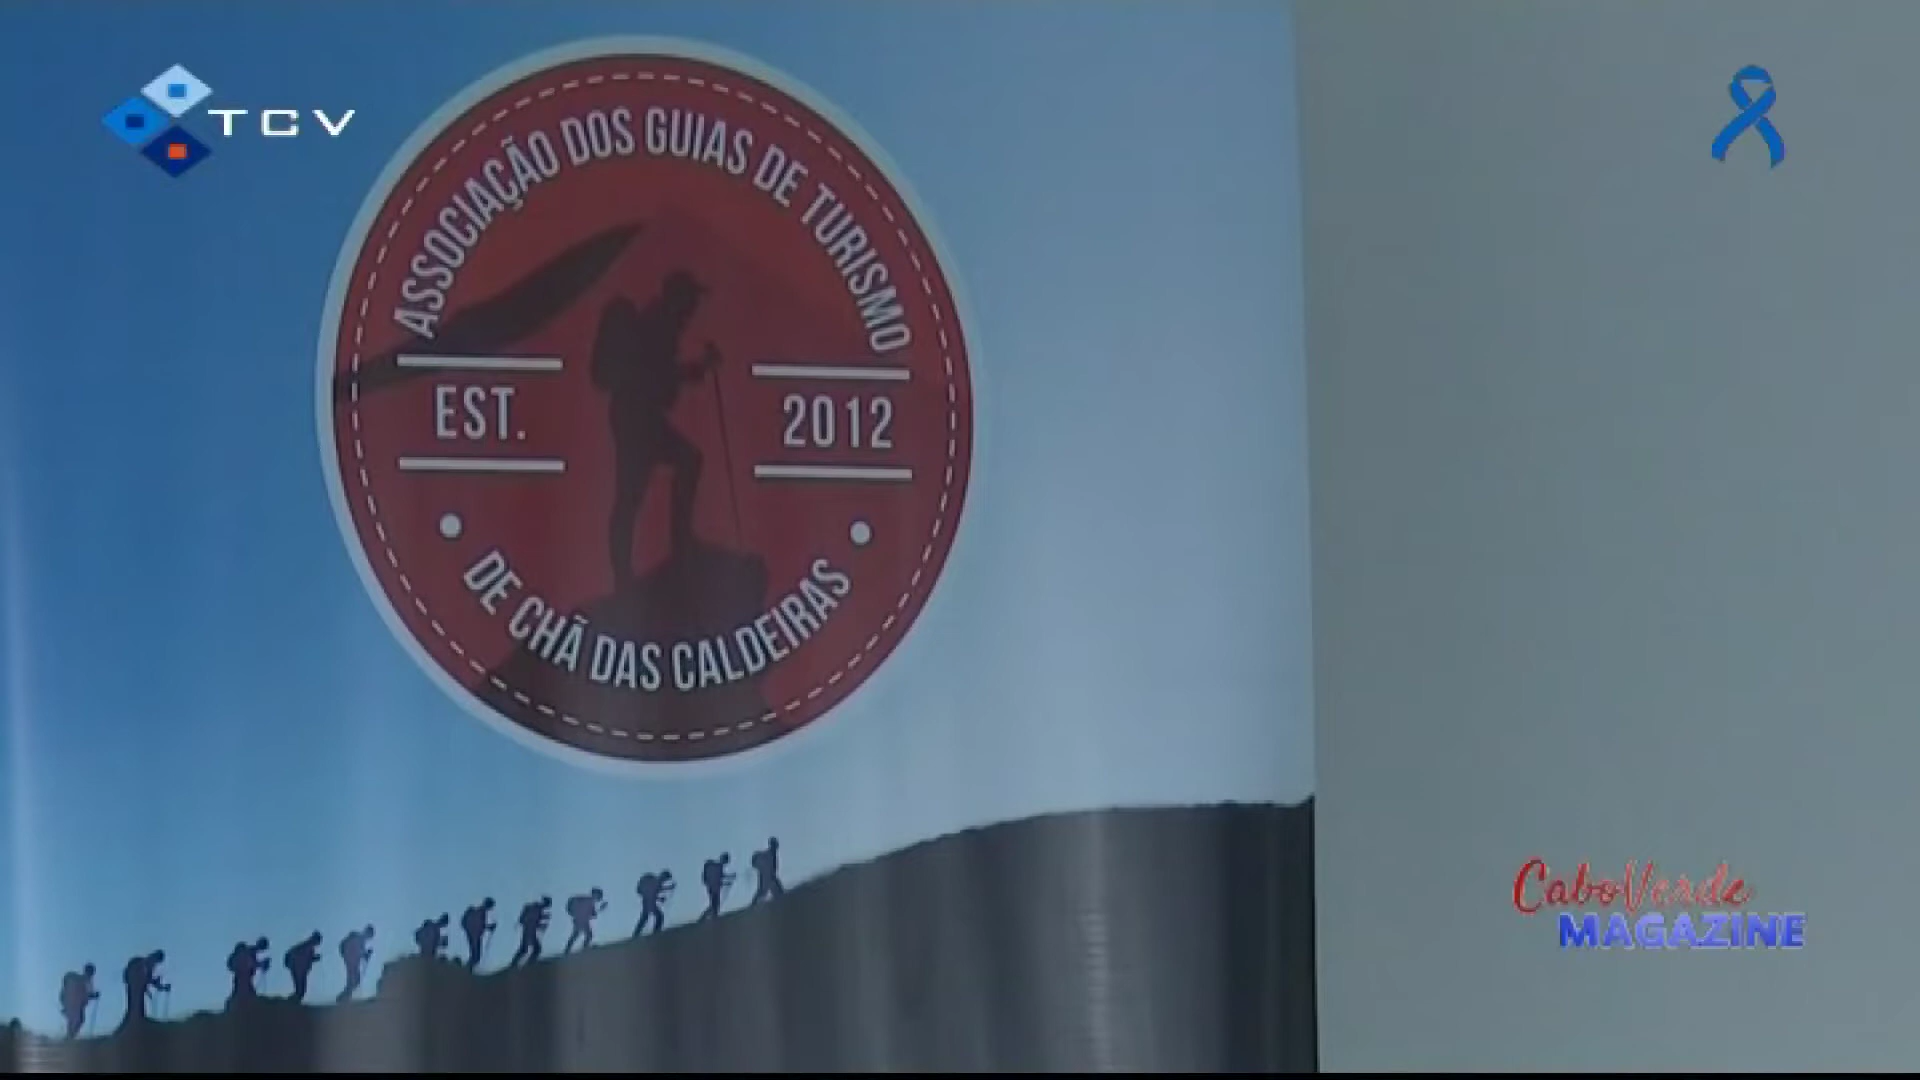 TCV
ASSOCIAÇÃO DOS GUIAS DE TURISMO
EST. 2012
DE CHÃ DAS CALDEIRAS
CaboVerde
MAGAZINE